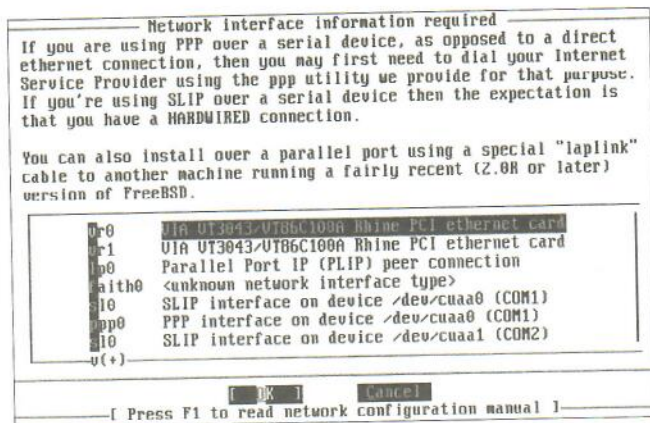 Network interface information required
If you are using PPP over a serial device, as opposed to a direct
ethernet connection, then you may first need to dial your Internet
Service Provider using the ppp utility we provide for that purpose.
If you're using SLIP over a serial device then the expectation is
that you have a HARDWIRED connection.
You can also install over a parallel port using a special "laplink"
cable to another machine running a fairly recent (2.0R or later)
version of FreeBSD.
vr0 VIA VT3043/VT86C100A Rhine PCI ethernet card
vr1 VIA VT3043/VT86C100A Rhine PCI ethernet card
lp0 Parallel Port IP (PLIP) peer connection
faith0 <unknown network interface type>
sl0 SLIP interface on device /dev/cuaa0 (COM1)
ppp0 PPP interface on device /dev/cuaa0 (COM1)
sl0 SLIP interface on device /dev/cuaa1 (COM2)
v(+)
[ OK ] Cancel
[ Press F1 to read network configuration manual ]